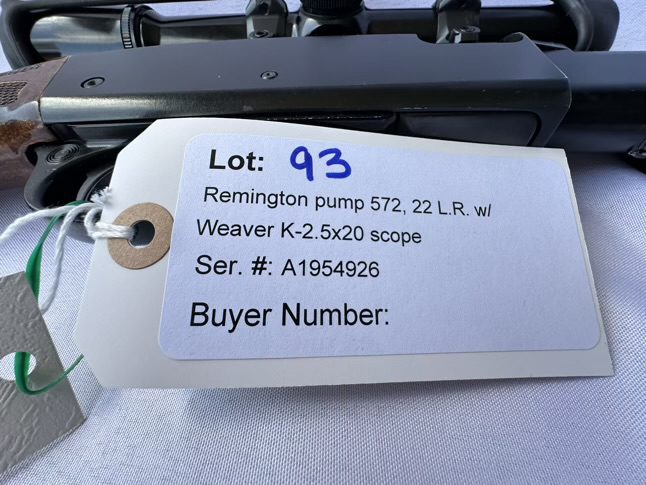 Lot: 93
Remington pump 572, 22 L.R. w/
Weaver K-2.5x20 scope
Ser. #: A1954926
Buyer Number: